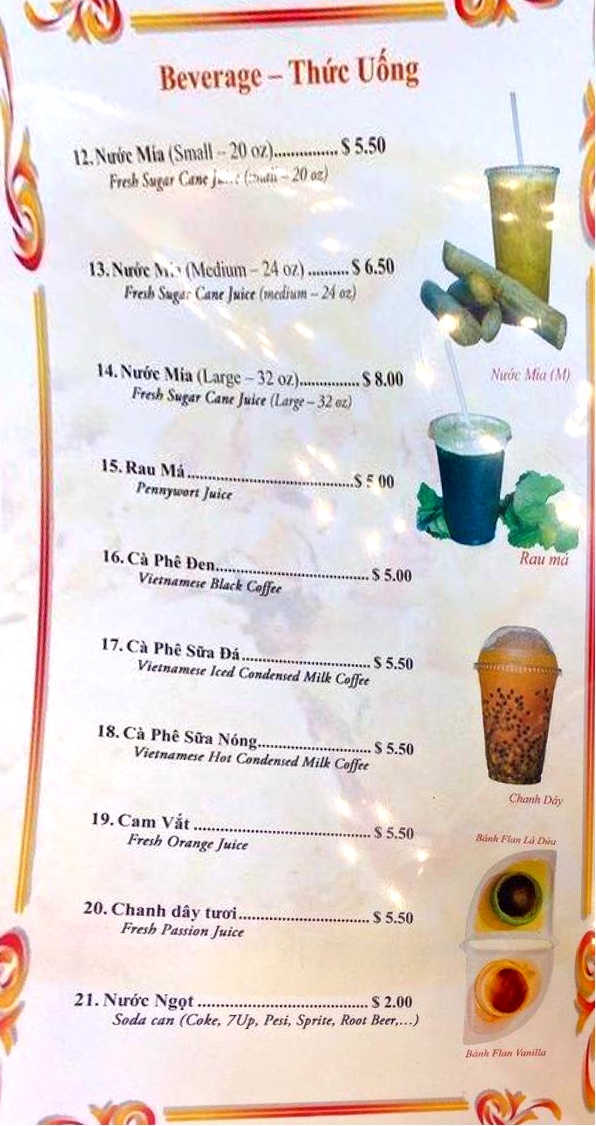 Beverage – Thức Uống
12. Nước Mía (Small – 20 oz)............... $ 5.50
Fresh Sugar Cane (Small – 20 oz)
13. Nước (Medium – 24 oz) .......... $ 6.50
Fresh Sugar Cane Juice (medium – 24 oz)
14. Nước Mía (Large – 32 oz)............... $ 8.00
Fresh Sugar Cane Juice (Large – 32 oz)
Nước Mía (M)
15. Rau Má.......................................$ 5 00
Pennywort Juice
Rau má
16. Cà Phê Đen..................................... $ 5.00
Vietnamese Black Coffee
17. Cà Phê Sữa Đá............................... $ 5.50
Vietnamese Iced Condensed Milk Coffee
18. Cà Phê Sữa Nóng........................... $ 5.50
Vietnamese Hot Condensed Milk Coffee
Chanh Dây
19. Cam Vắt .......................................... $ 5.50
Fresh Orange Juice
Bánh Flan Lá Dứa
20. Chanh dây tươi............................... $ 5.50
Fresh Passion Juice
21. Nước Ngọt ......................................... $ 2.00
Soda can (Coke, 7Up, Pesi, Sprite, Root Beer,...)
Bánh Flan Vanilla